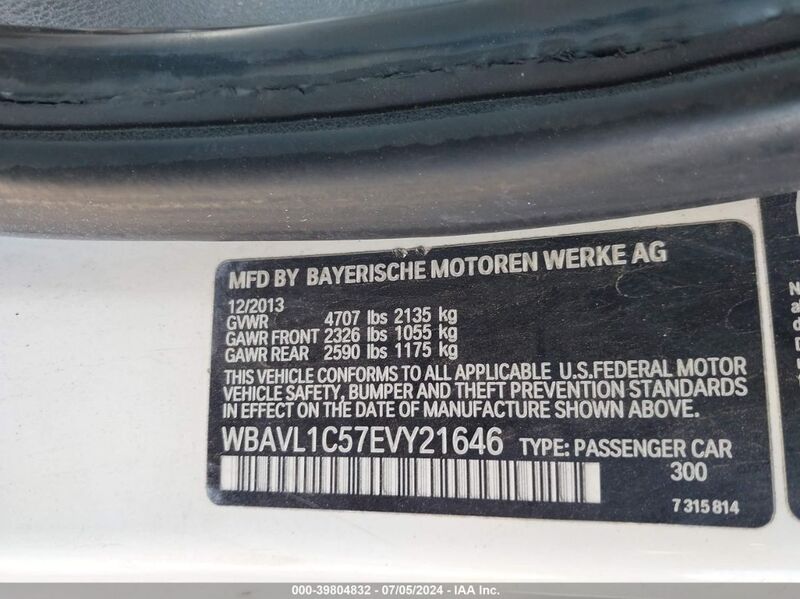 MFD BY BAYERISCHE MOTOREN WERKE AG
12/2013
GVWR 4707 lbs 2135 kg
GAWR FRONT 2326 lbs 1055 kg
GAWR REAR 2590 lbs 1175 kg
THIS VEHICLE CONFORMS TO ALL APPLICABLE U.S.FEDERAL MOTOR
VEHICLE SAFETY, BUMPER AND THEFT PREVENTION STANDARDS
IN EFFECT ON THE DATE OF MANUFACTURE SHOWN ABOVE.
WBAVL1C57EVY21646 TYPE: PASSENGER CAR
300
7 315 814
000-39804832 - 07/05/2024 - IAA Inc.